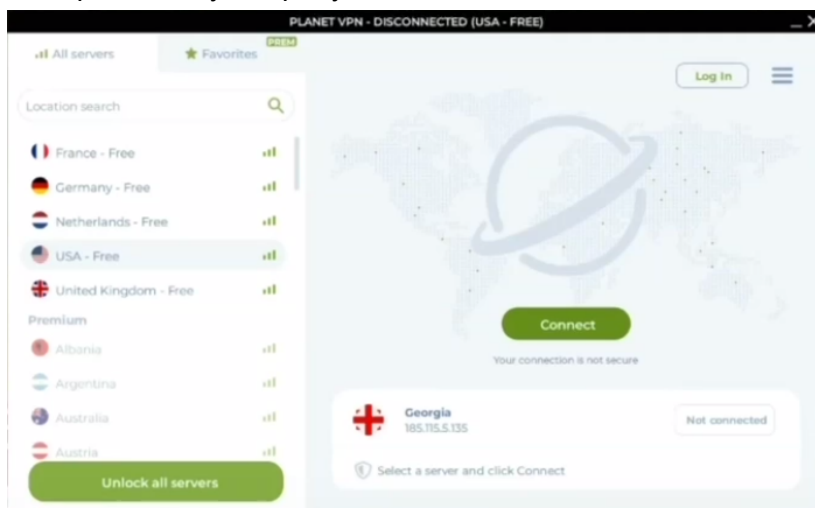 PLANET VPN - DISCONNECTED (USA - FREE)
All servers
Favorites
PREM
Log In
Location search
France - Free
Germany - Free
Netherlands - Free
USA - Free
United Kingdom - Free
Premium
Albania
Argentina
Australia
Austria
Unlock all servers
Connect
Your connection is not secure
Georgia
185.115.5.135
Not connected
Select a server and click Connect